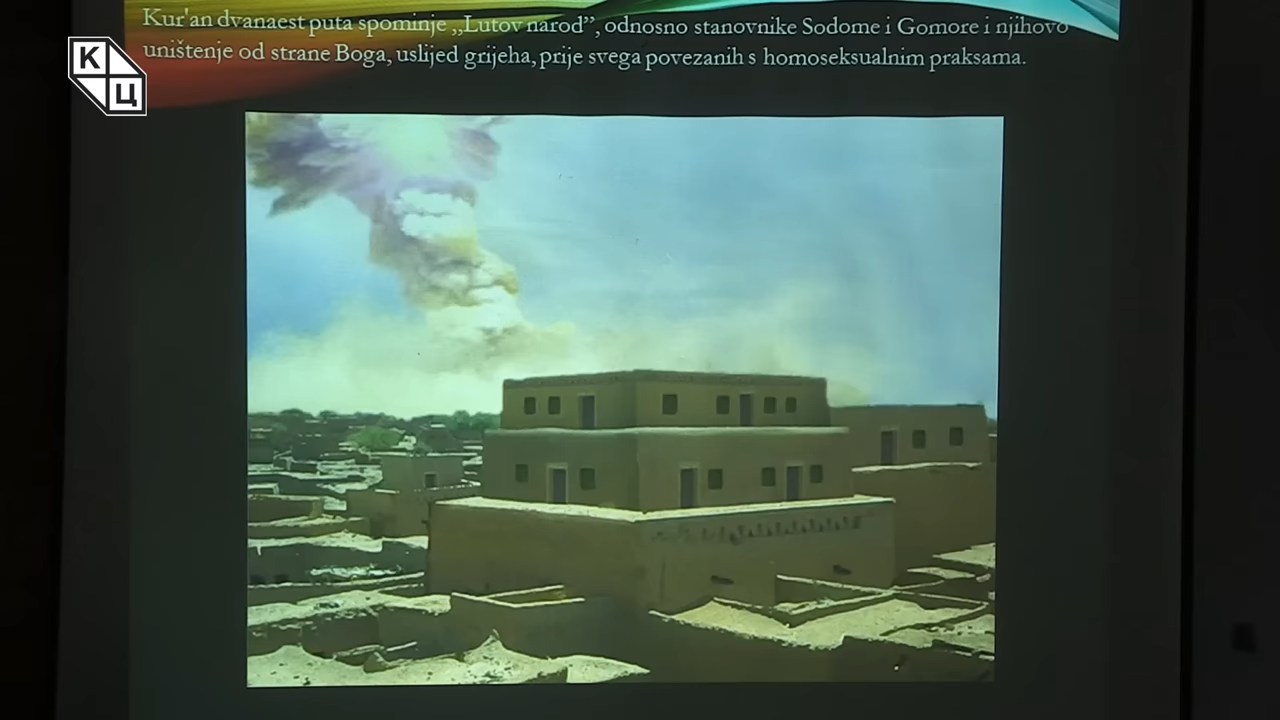 Kur'an dvanaest puta spominje „Lutov narod”, odnosno stanovnike Sodome i Gomore i njihovo
uništenje od strane Boga, uslijed grijeha, prije svega povezanih s homoseksualnim praksama.
К
Ц